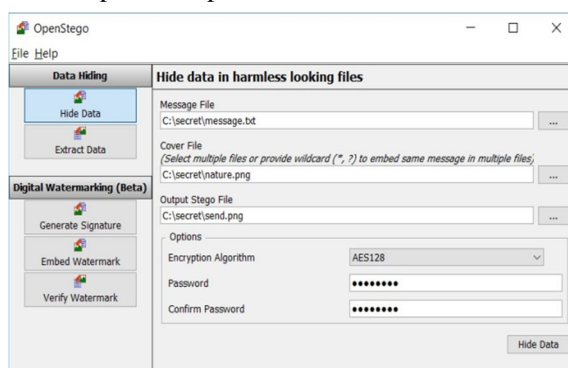 OpenStego
File Help
Data Hiding
Hide Data
Extract Data
Digital Watermarking (Beta)
Generate Signature
Embed Watermark
Verify Watermark
Hide data in harmless looking files
Message File
C:\secret\message.txt
...
Cover File
(Select multiple files or provide wildcard (*, ?) to embed same message in multiple files)
C:\secret\nature.png
...
Output Stego File
C:\secret\send.png
...
Options
Encryption Algorithm AES128
Password ●●●●●●●●
Confirm Password ●●●●●●●●
Hide Data